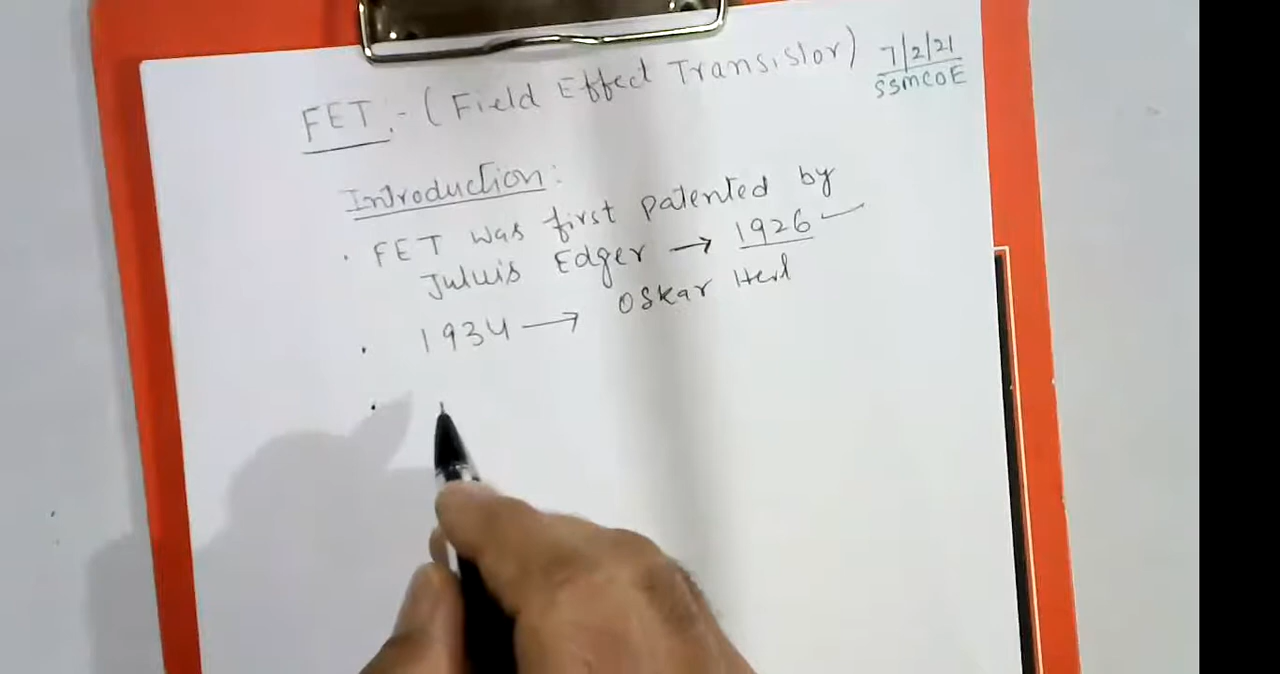 FET :- (Field Effect Transistor) 7/2/21
SSMCOE
Introduction:
• FET was first patented by
Juluis Edger → 1926 ✓
• 1934 → Oskar Heil
•